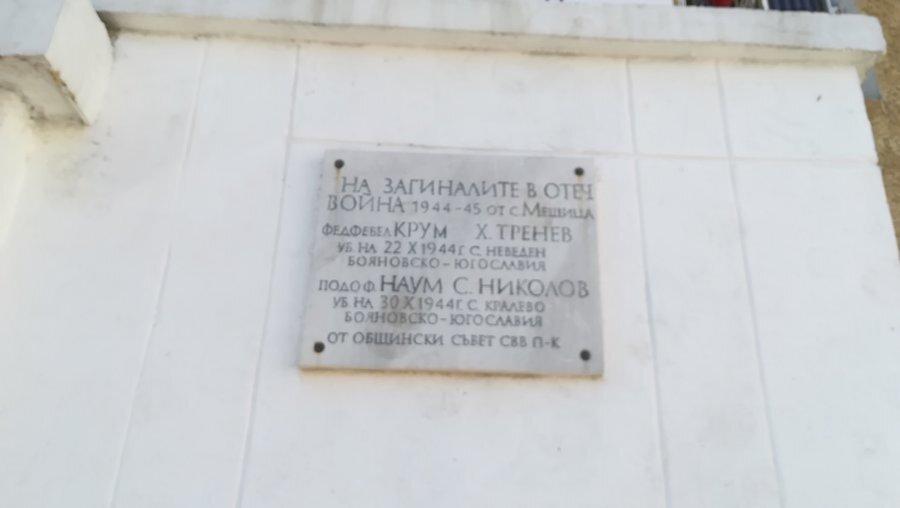 НА ЗАГИНАЛИТЕ В ОТЕЧ
ВОЙНА 1944-45 ОТ С. МЕЩИЦА
ФЕДФЕБЕЛ КРУМ Х. ТРЕНЕВ
УБ. НА 22 X 1944 Г. С. НЕВЕДЕН
БОЯНОВСКО-ЮГОСЛАВИЯ
ПОДОФ. НАУМ С. НИКОЛОВ
УБ. НА 30 X 1944 Г. С. КРАЛЕВО
БОЯНОВСКО-ЮГОСЛАВИЯ
ОТ ОБЩИНСКИ СЪВЕТ СВВ П-К